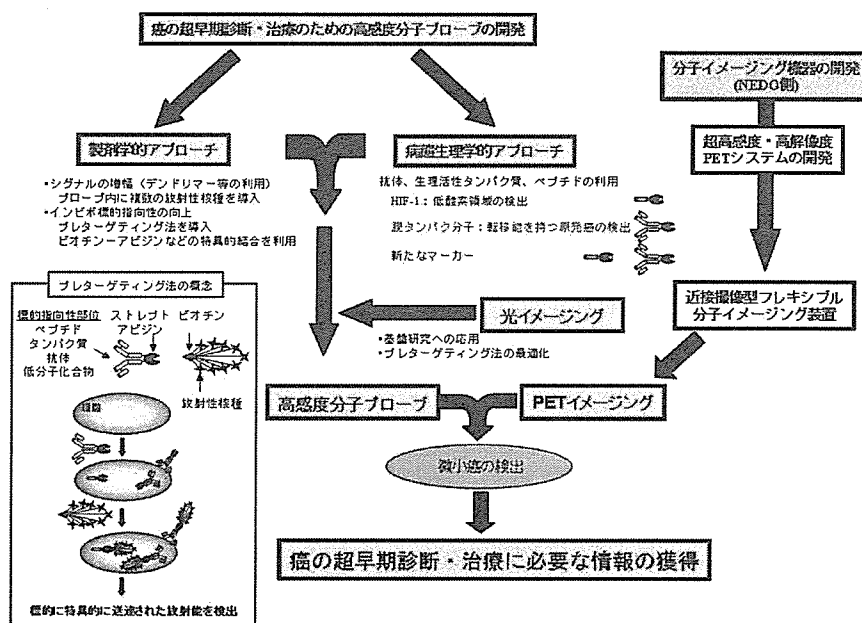 癌の超早期診断・治療のための高感度分子プローブの開発
分子イメージング機器の開発
(NEDO側)
製剤学的アプローチ
病態生理学的アプローチ
超高感度・高解像度
PETシステムの開発
・シグナルの増幅（デンドリマー等の利用）
プローブ内に複数の放射性核種を導入
・インビボ標的指向性の向上
プレターゲティング法を導入
ビオチンーアビジンなどの特異的結合を利用
抗体、生理活性タンパク質、ペプチドの利用
HIF-1：低酸素領域の検出
膜タンパク分子：転移能を持つ原発癌の検出
新たなマーカー
プレターゲティング法の概念
標的指向性部位
ペプチド
タンパク質
抗体
低分子化合物
ストレプト
アビジン
ビオチン
放射性核種
標的に特異的に送達された放射能を検出
光イメージング
・基盤研究への応用
・プレターゲティング法の最適化
近接撮像型フレキシブル
分子イメージング装置
高感度分子プローブ
PETイメージング
微小癌の検出
癌の超早期診断・治療に必要な情報の獲得